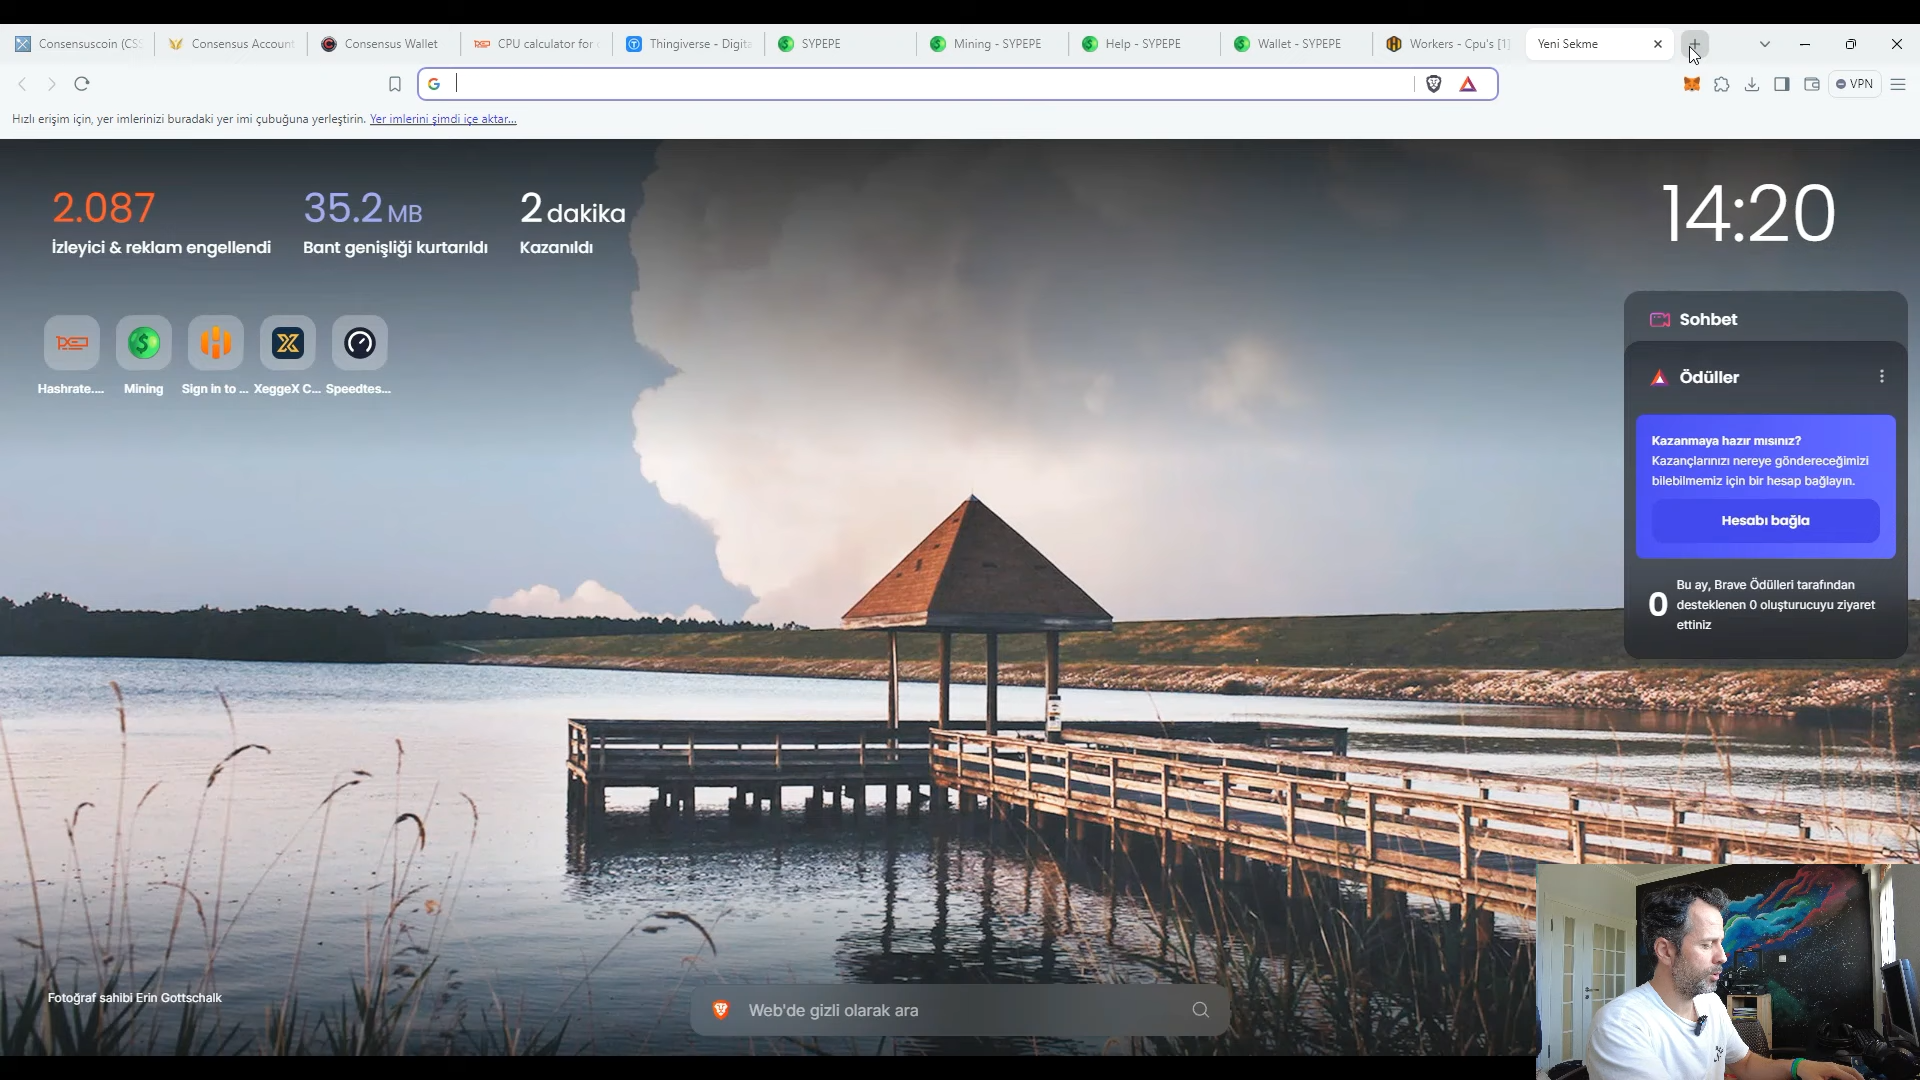 Consensuscoin (CSS
Consensus Account
Consensus Wallet
CPU calculator for
Thingiverse - Digita
SYPEPE
Mining - SYPEPE
Help - SYPEPE
Wallet - SYPEPE
Workers - Cpu's [1]
Yeni Sekme
VPN
Hızlı erişim için, yer imlerinizi buradaki yer imi çubuğuna yerleştirin. Yer imlerini şimdi içe aktar...
2.087
İzleyici & reklam engellendi
35.2 MB
Bant genişliği kurtarıldı
2 dakika
Kazanıldı
14:20
Hashrate....
Mining
Sign in to ...
XeggeX C...
Speedtes...
Sohbet
Ödüller
Kazanmaya hazır mısınız?
Kazançlarınızı nereye göndereceğimizi
bilebilmemiz için bir hesap bağlayın.
Hesabı bağla
0
Bu ay, Brave Ödülleri tarafından
desteklenen 0 oluşturucuyu ziyaret
ettiniz
Fotoğraf sahibi Erin Gottschalk
Web'de gizli olarak ara